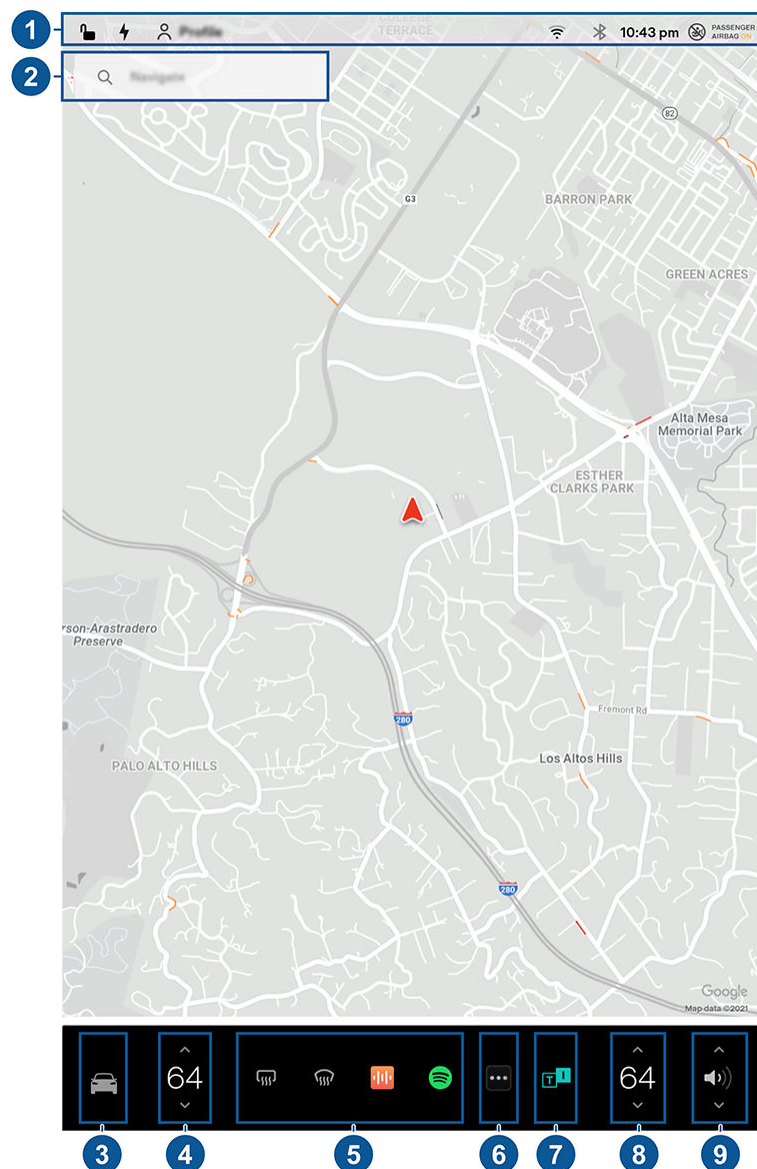 1
COLLEGE
TERRACE
Profile
10:43 pm
PASSENGER
AIRBAG ON
2
Navigate
82
G3
BARRON PARK
GREEN ACRES
Alta Mesa
Memorial Park
ESTHER
CLARKS PARK
rson-Arastradero
Preserve
280
Fremont Rd
Los Altos Hills
PALO ALTO HILLS
280
Google
Map data ©2021
64
T I
64
3
4
5
6
7
8
9